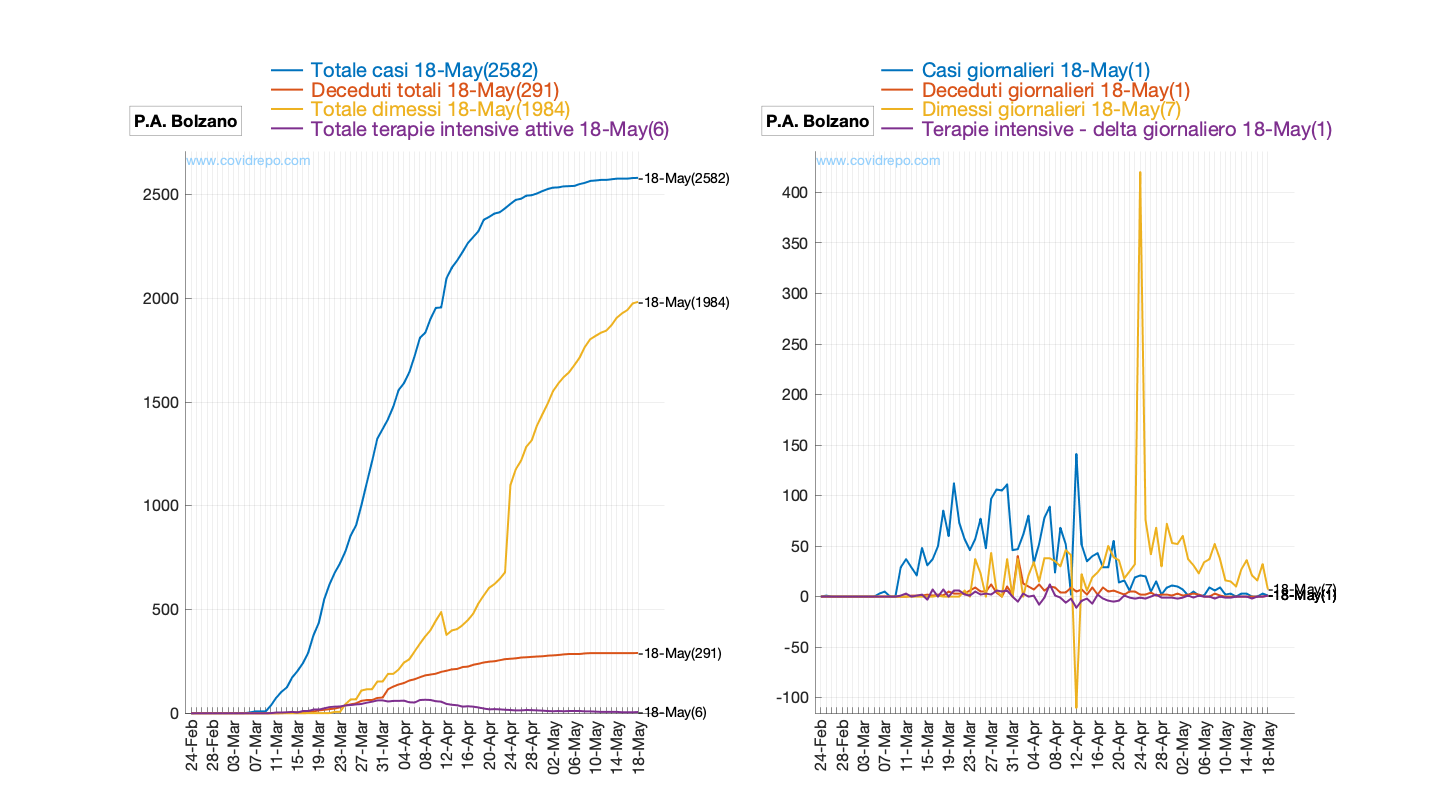 Totale casi 18-May(2582)
Deceduti totali 18-May(291)
Totale dimessi 18-May(1984)
Totale terapie intensive attive 18-May(6)
P.A. Bolzano
www.covidrepo.com
2500
2000
1500
1000
500
0
18-May(2582)
18-May(1984)
18-May(291)
18-May(6)
24-Feb
28-Feb
03-Mar
07-Mar
11-Mar
15-Mar
19-Mar
23-Mar
27-Mar
31-Mar
04-Apr
08-Apr
12-Apr
16-Apr
20-Apr
24-Apr
28-Apr
02-May
06-May
10-May
14-May
18-May
Casi giornalieri 18-May(1)
Deceduti giornalieri 18-May(1)
Dimessi giornalieri 18-May(7)
Terapie intensive - delta giornaliero 18-May(1)
P.A. Bolzano
www.covidrepo.com
400
350
300
250
200
150
100
50
0
-50
-100
18-May(7)
18-May(1)
24-Feb
28-Feb
03-Mar
07-Mar
11-Mar
15-Mar
19-Mar
23-Mar
27-Mar
31-Mar
04-Apr
08-Apr
12-Apr
16-Apr
20-Apr
24-Apr
28-Apr
02-May
06-May
10-May
14-May
18-May